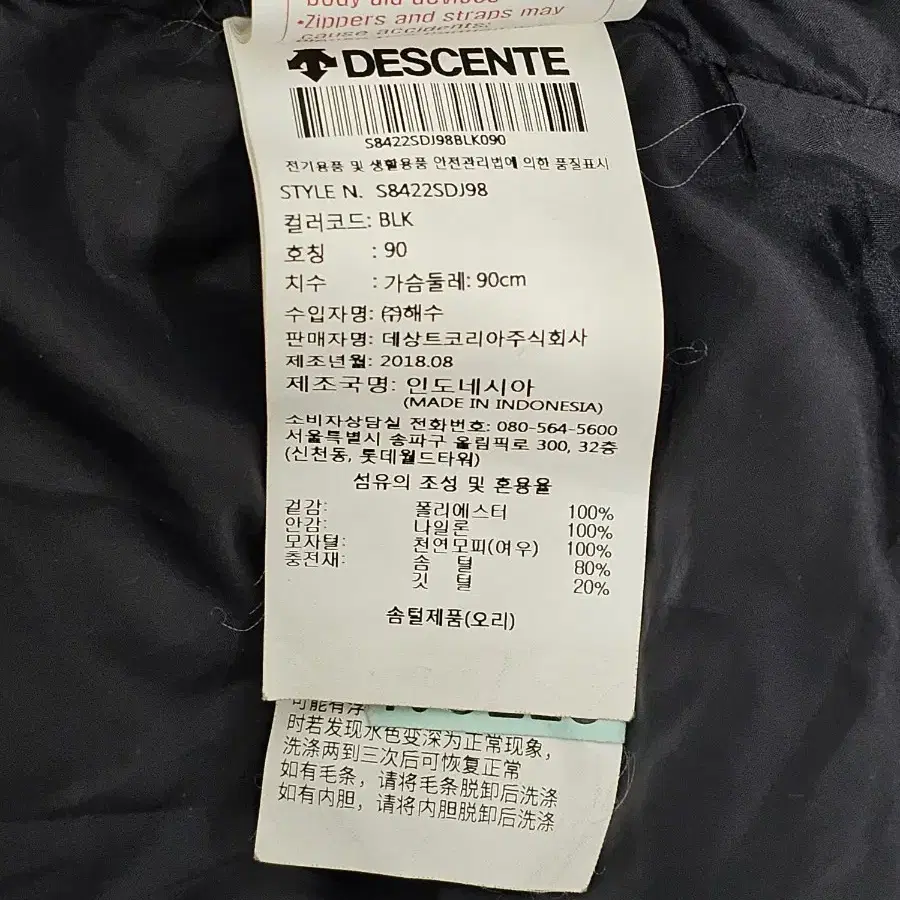 body aid devices
•Zippers and straps may
cause accidents.
DESCENTE
S8422SDJ98BLK090
전기용품 및 생활용품 안전관리법에 의한 품질표시
STYLE N. S8422SDJ98
컬러코드: BLK
호칭 : 90
치수 : 가슴둘레: 90cm
수입자명: ㈜해수
판매자명: 데상트코리아주식회사
제조년월: 2018.08
제조국명: 인도네시아
(MADE IN INDONESIA)
소비자상담실 전화번호: 080-564-5600
서울특별시 송파구 올림픽로 300, 32층
(신천동, 롯데월드타워)
섬유의 조성 및 혼용율
겉감: 폴리에스터 100%
안감: 나일론 100%
모자털: 천연모피(여우) 100%
충전재: 솜 털 80%
깃 털 20%
솜털제품(오리)
可能有浮
时若发现水色变深为正常现象，
洗涤两到三次后可恢复正常
如有毛条，请将毛条脱卸后洗涤
如有内胆，请将内胆脱卸后洗涤